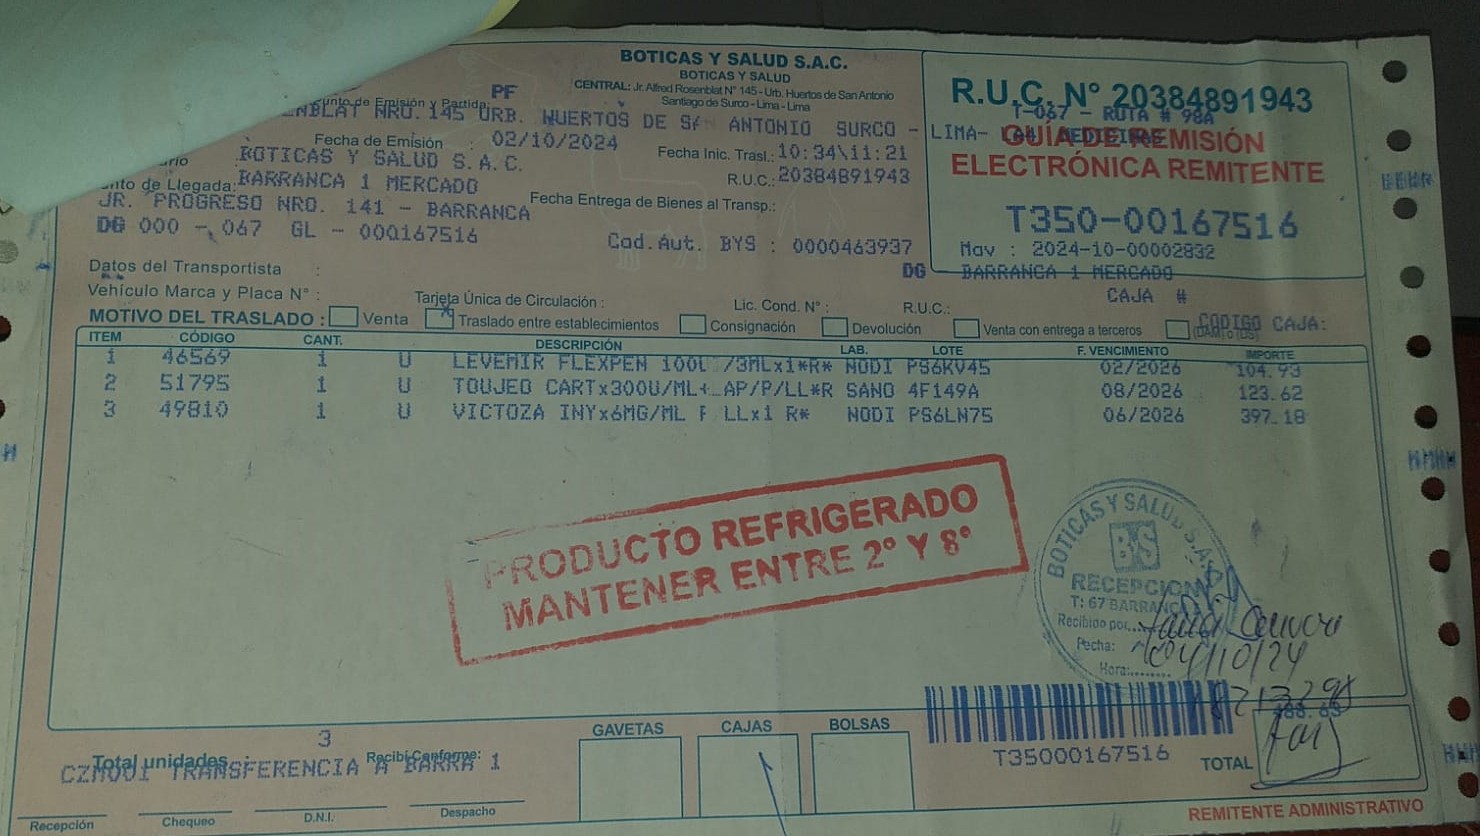 BOTICAS Y SALUD S.A.C.
BOTICAS Y SALUD
CENTRAL: Jr. Alfred Rosenblat N° 145 - Urb. Huertos de San Antonio
Santiago de Surco - Lima - Lima
PF
Punto de Emisión y Partida:
NRO. 145 URB. HUERTOS DE SAN ANTONIO SURCO - LIMA-
Fecha de Emisión : 02/10/2024
Fecha Inic. Trasl.: 10:34\11:21
BOTICAS Y SALUD S.A.C.
R.U.C.: 20384891943
Llegada: BARRANCA 1 MERCADO
de
JR. PROGRESO NRO. 141 - BARRANCA
Fecha Entrega de Bienes al Transp.:
DG 000 - 067 GL - 000167516
Cod.Aut. BYS : 0000463937
DG
R.U.C. N° 20384891943
T-067 - RUTA # 98A
GUÍA DE REMISIÓN
ELECTRÓNICA REMITENTE
T350-00167516
Mov : 2024-10-00002832
BARRANCA 1 MERCADO
CAJA #
CODIGO CAJA:
Datos del Transportista :
Vehículo Marca y Placa N° :
Tarjeta Única de Circulación :
Lic. Cond. N° :
R.U.C.:
MOTIVO DEL TRASLADO :
Venta
Traslado entre establecimientos
Consignación
Devolución
Venta con entrega a terceros
ITEM CÓDIGO CANT. DESCRIPCIÓN LAB. LOTE F. VENCIMIENTO IMPORTE
1 46569 1 U LEVEMIR FLEXPEN /3MLx1*R* NODI PS6KV45 02/2026 104.93
2 51795 1 U TOUJEO CARTx300U/ML+ AP/P/LL*R SANO 4F149A 08/2026 123.62
3 49810 1 U VICTOZA INYx6MG/ML LLx1 R* NODI PS6LN75 06/2026 397.18
PRODUCTO REFRIGERADO
MANTENER ENTRE 2° Y 8°
BOTICAS Y SALUD S.A.C.
BS
RECEPCION
T: 67 BARRANCA
Recibido por
Fecha: 04/10/24
Hora:
GAVETAS CAJAS BOLSAS
3
Total unidades :
Recibí Conforme:
CZM001 TRANSFERENCIA A BARRA 1
T35000167516
TOTAL
Recepción Chequeo D.N.I. Despacho
REMITENTE ADMINISTRATIVO